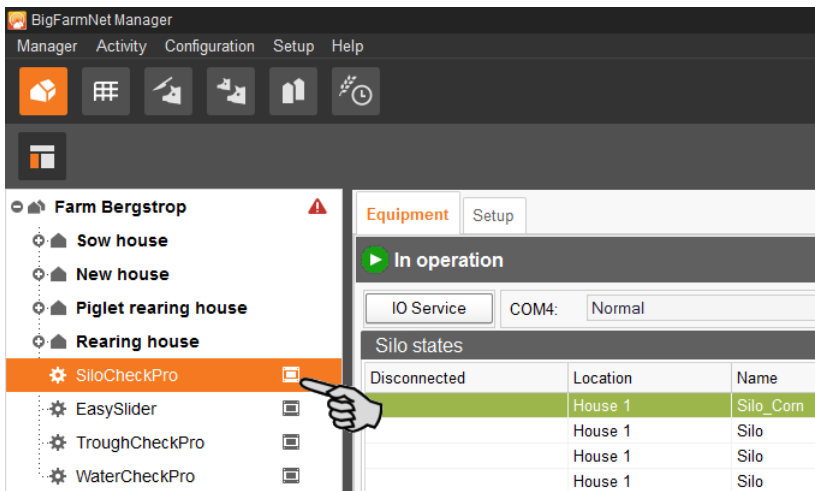 BigFarmNet Manager
Manager Activity Configuration Setup Help
Farm Bergstrop
Sow house
New house
Piglet rearing house
Rearing house
SiloCheckPro
EasySlider
TroughCheckPro
WaterCheckPro
Equipment Setup
In operation
IO Service COM4: Normal
Silo states
Disconnected Location Name
House 1 Silo_Corn
House 1 Silo
House 1 Silo
House 1 Silo